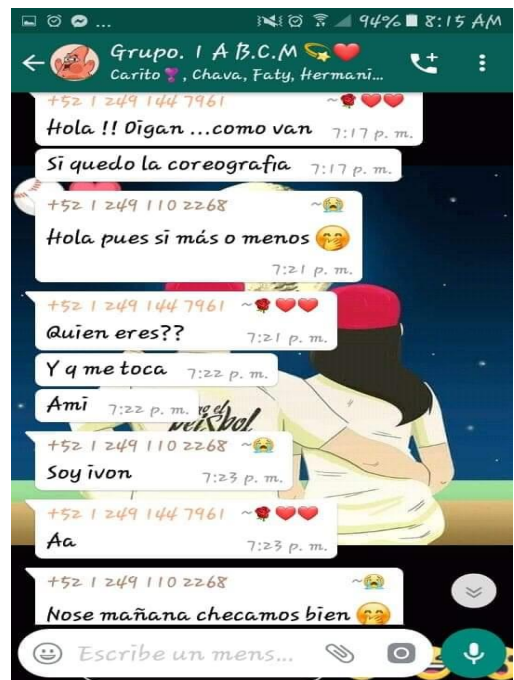 ... 94% 8:15 AM
Grupo. 1 A B.C.M
Carito, Chava, Faty, Hermani...
+52 1 249 144 7961 ~🌹❤❤
Hola !! Oigan ...como van 7:17 p. m.
Si quedo la coreografia 7:17 p. m.
+52 1 249 110 2268 ~😭
Hola pues si más o menos 🤭
7:21 p. m.
+52 1 249 144 7961 ~🌹❤❤
Quien eres?? 7:21 p. m.
Y q me toca 7:22 p. m.
Ami 7:22 p. m.
no el
beisbol
+52 1 249 110 2268 ~😭
Soy ivon 7:23 p. m.
+52 1 249 144 7961 ~🌹❤❤
Aa 7:23 p. m.
+52 1 249 110 2268 ~😭
Nose mañana checamos bien 🤭
Escribe un mens...